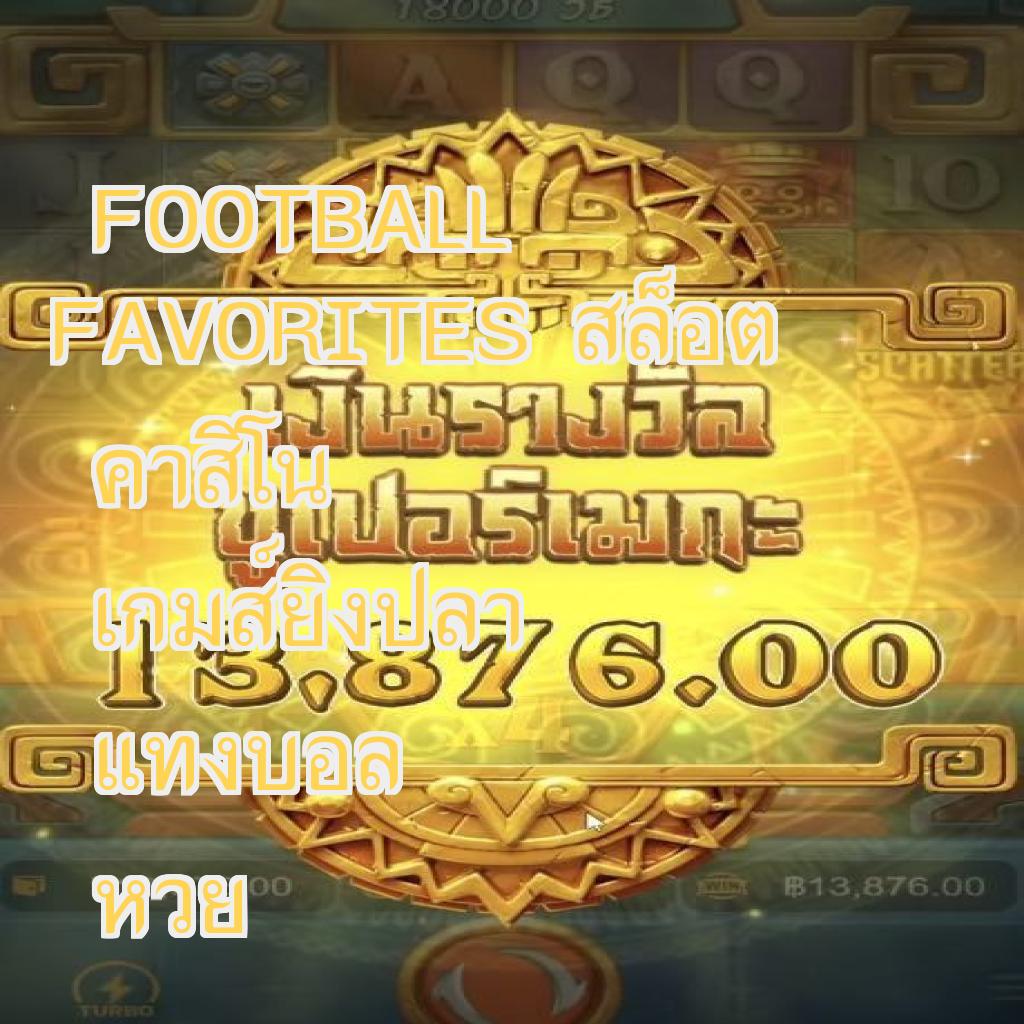 A Q Q
J 10
FOOTBALL
FAVORITES สล็อต
SCATTER
เงินรางวัล
คาสิโน
ซูเปอร์เมกะ
เกมส์ยิงปลา
13,876.00
x4
แทงบอล
หวย
WIN ฿13,876.00
TURBO